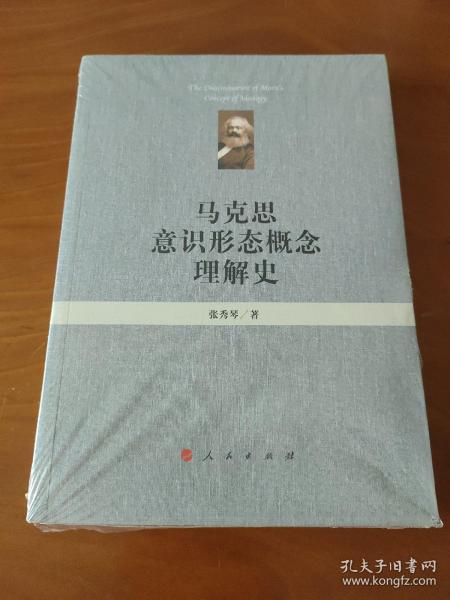 The Dissemination of Marx's
Concept of Ideology
马克思
意识形态概念
理解史
张秀琴/著
人民出版社
孔夫子旧书网
www.kongfz.com